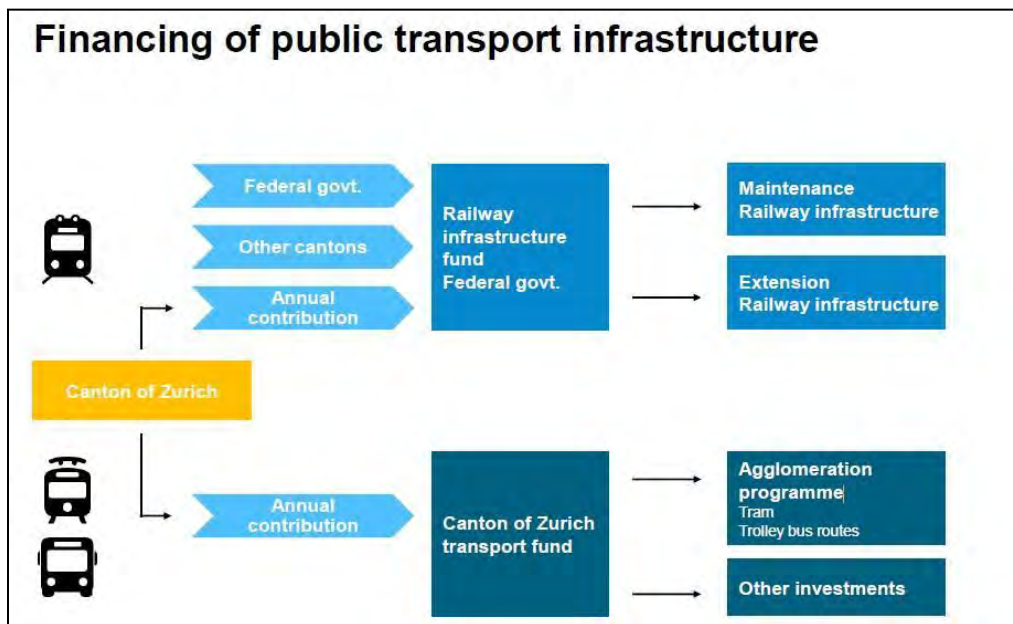 Financing of public transport infrastructure
Federal govt.
Other cantons
Annual
contribution
Railway
infrastructure
fund
Federal govt.
Maintenance
Railway infrastructure
Extension
Railway infrastructure
Canton of Zurich
Annual
contribution
Canton of Zurich
transport fund
Agglomeration
programme
Tram
Trolley bus routes
Other investments